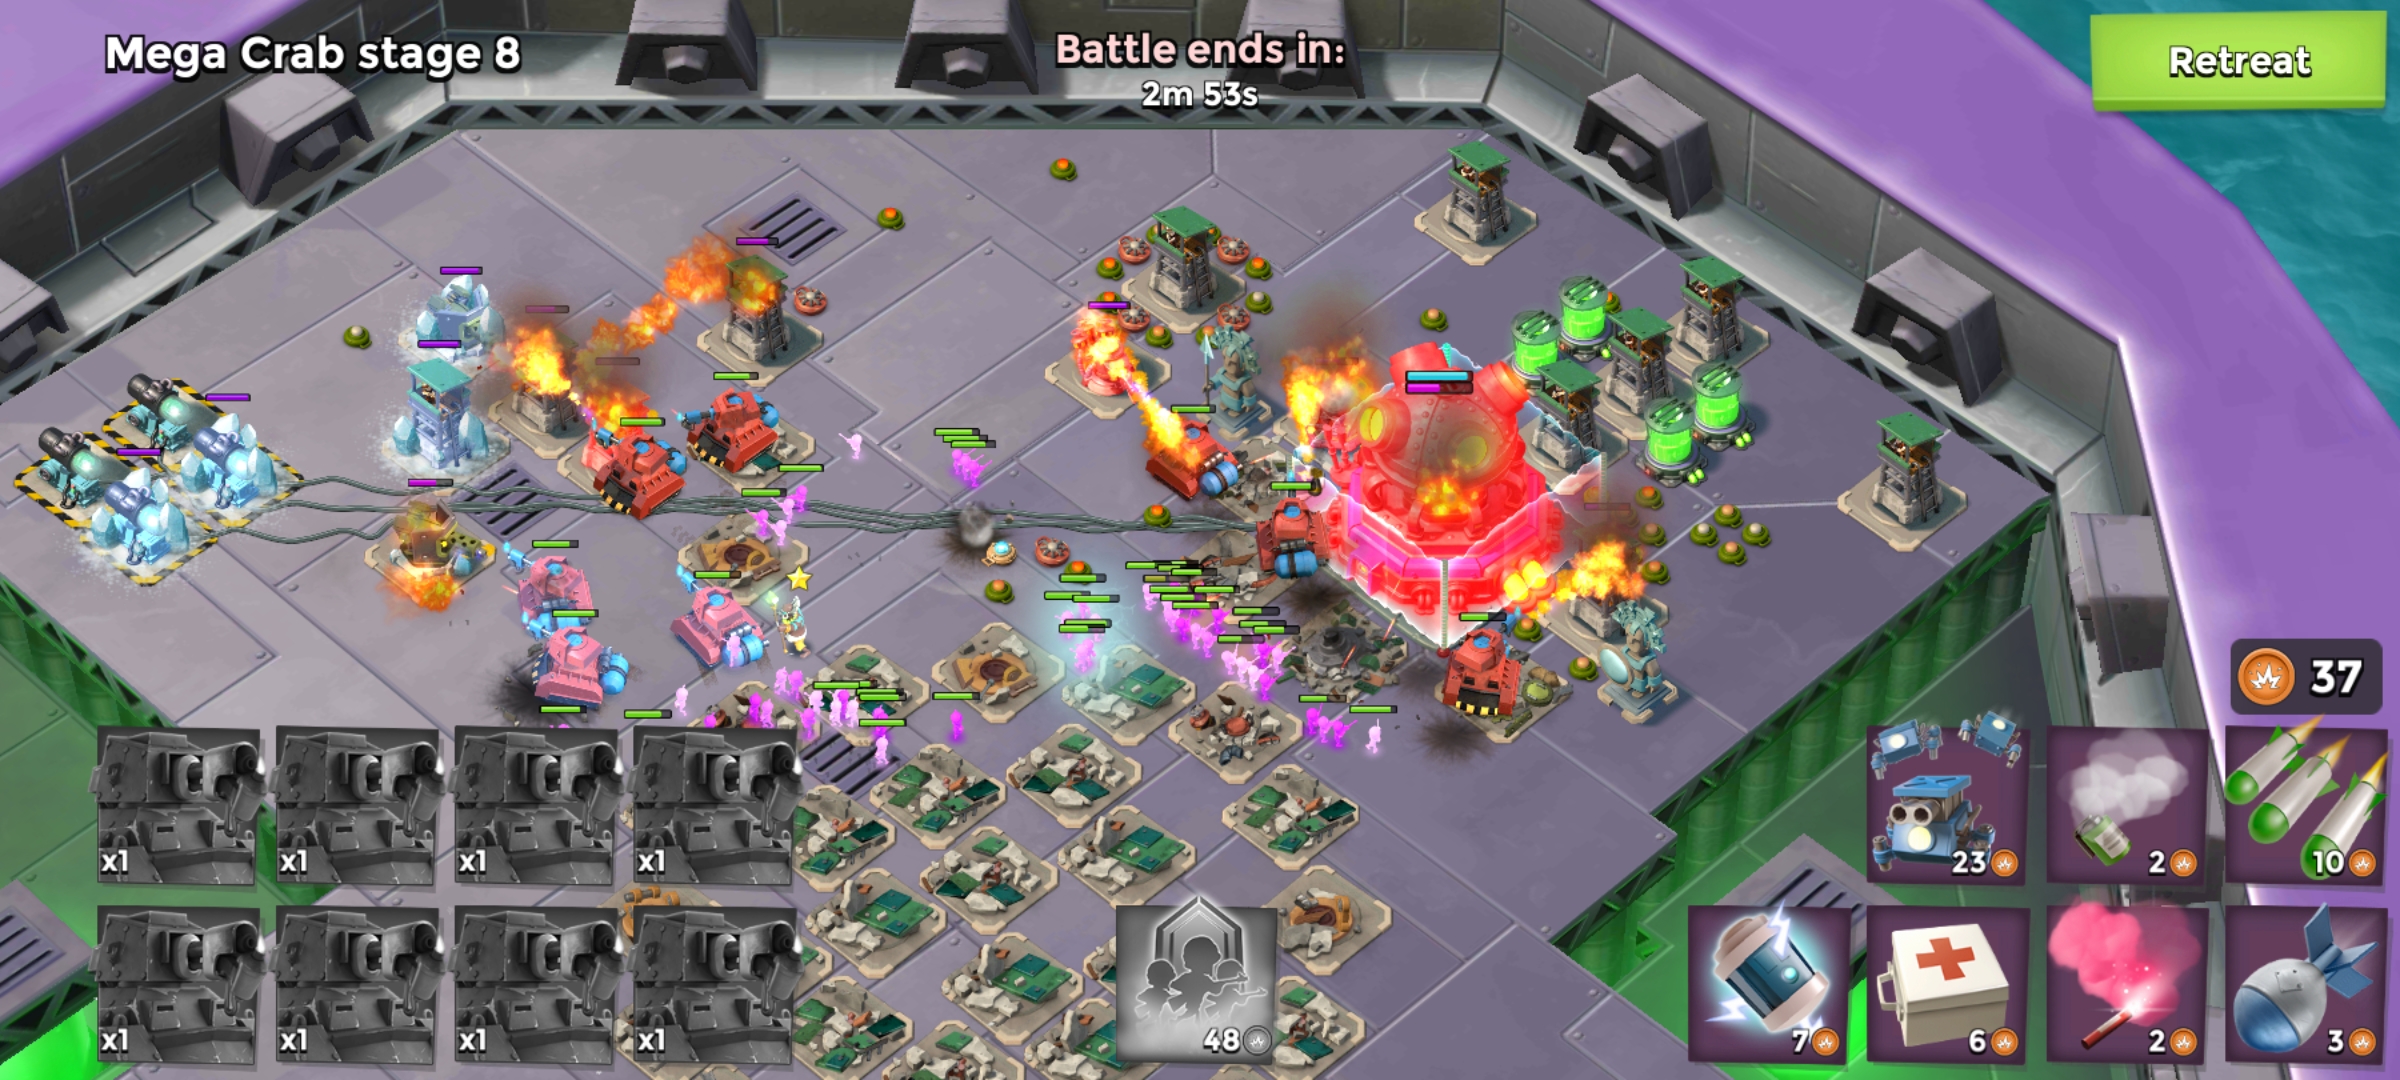 Mega Crab stage 8
Battle ends in:
2m 53s
Retreat
37
23
2
10
x1
x1
x1
x1
7
6
2
3
x1
x1
x1
x1
48